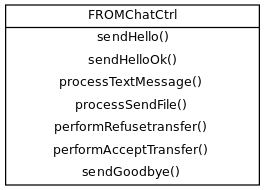 FROMChatCtrl
sendHello()
sendHelloOk()
processTextMessage()
processSendFile()
performRefusetransfer()
performAcceptTransfer()
sendGoodbye()